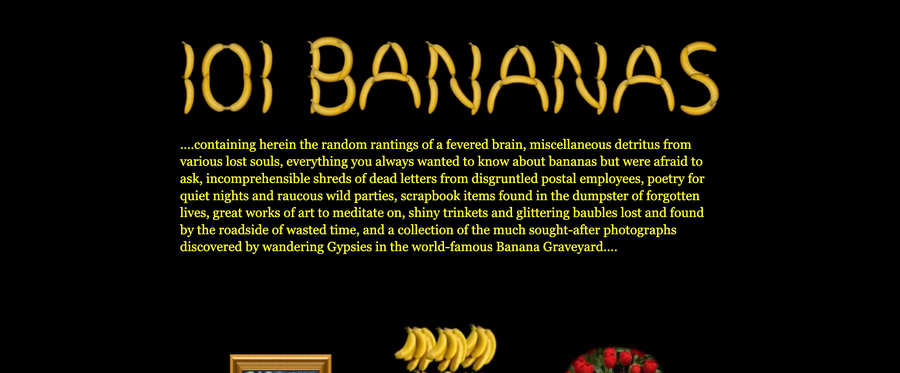 101 BANANAS
....containing herein the random rantings of a fevered brain, miscellaneous detritus from
various lost souls, everything you always wanted to know about bananas but were afraid to
ask, incomprehensible shreds of dead letters from disgruntled postal employees, poetry for
quiet nights and raucous wild parties, scrapbook items found in the dumpster of forgotten
lives, great works of art to meditate on, shiny trinkets and glittering baubles lost and found
by the roadside of wasted time, and a collection of the much sought-after photographs
discovered by wandering Gypsies in the world-famous Banana Graveyard....